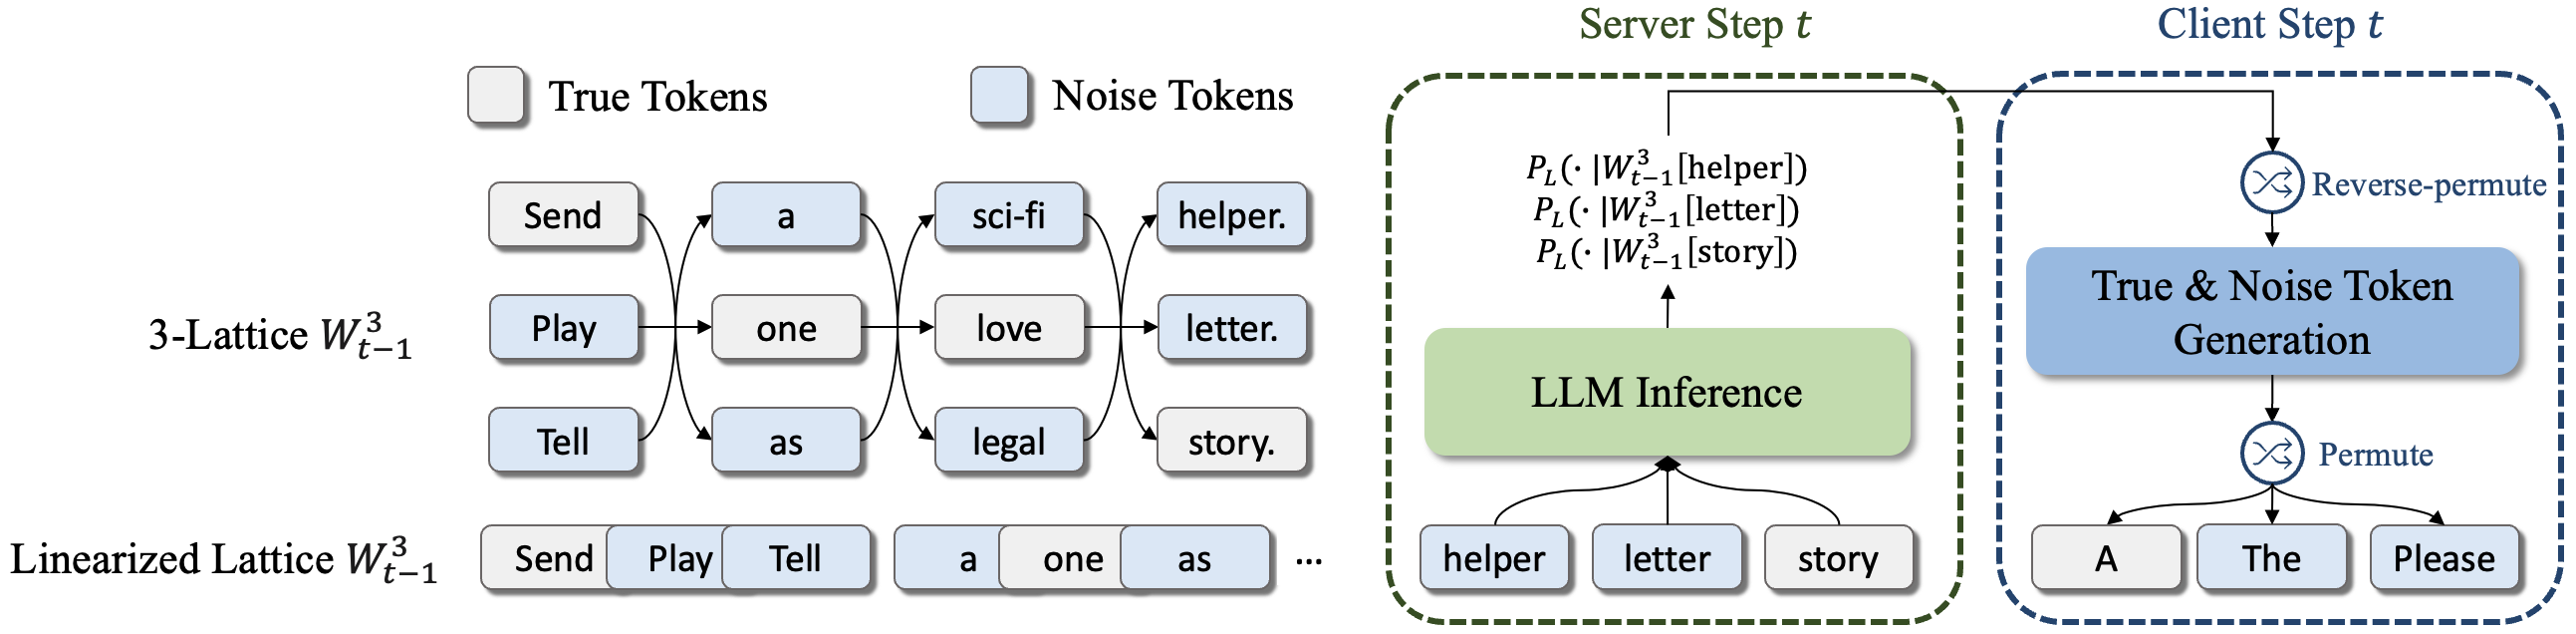 Server Step t
Client Step t
True Tokens
Noise Tokens
Send
a
sci-fi
helper.
3-Lattice W³ₜ₋₁
Play
one
love
letter.
Tell
as
legal
story.
Linearized Lattice W³ₜ₋₁
Send
Play
Tell
a
one
as
...
P_L(· |W³ₜ₋₁[helper])
P_L(· |W³ₜ₋₁[letter])
P_L(· |W³ₜ₋₁[story])
LLM Inference
helper
letter
story
Reverse-permute
True & Noise Token
Generation
Permute
A
The
Please